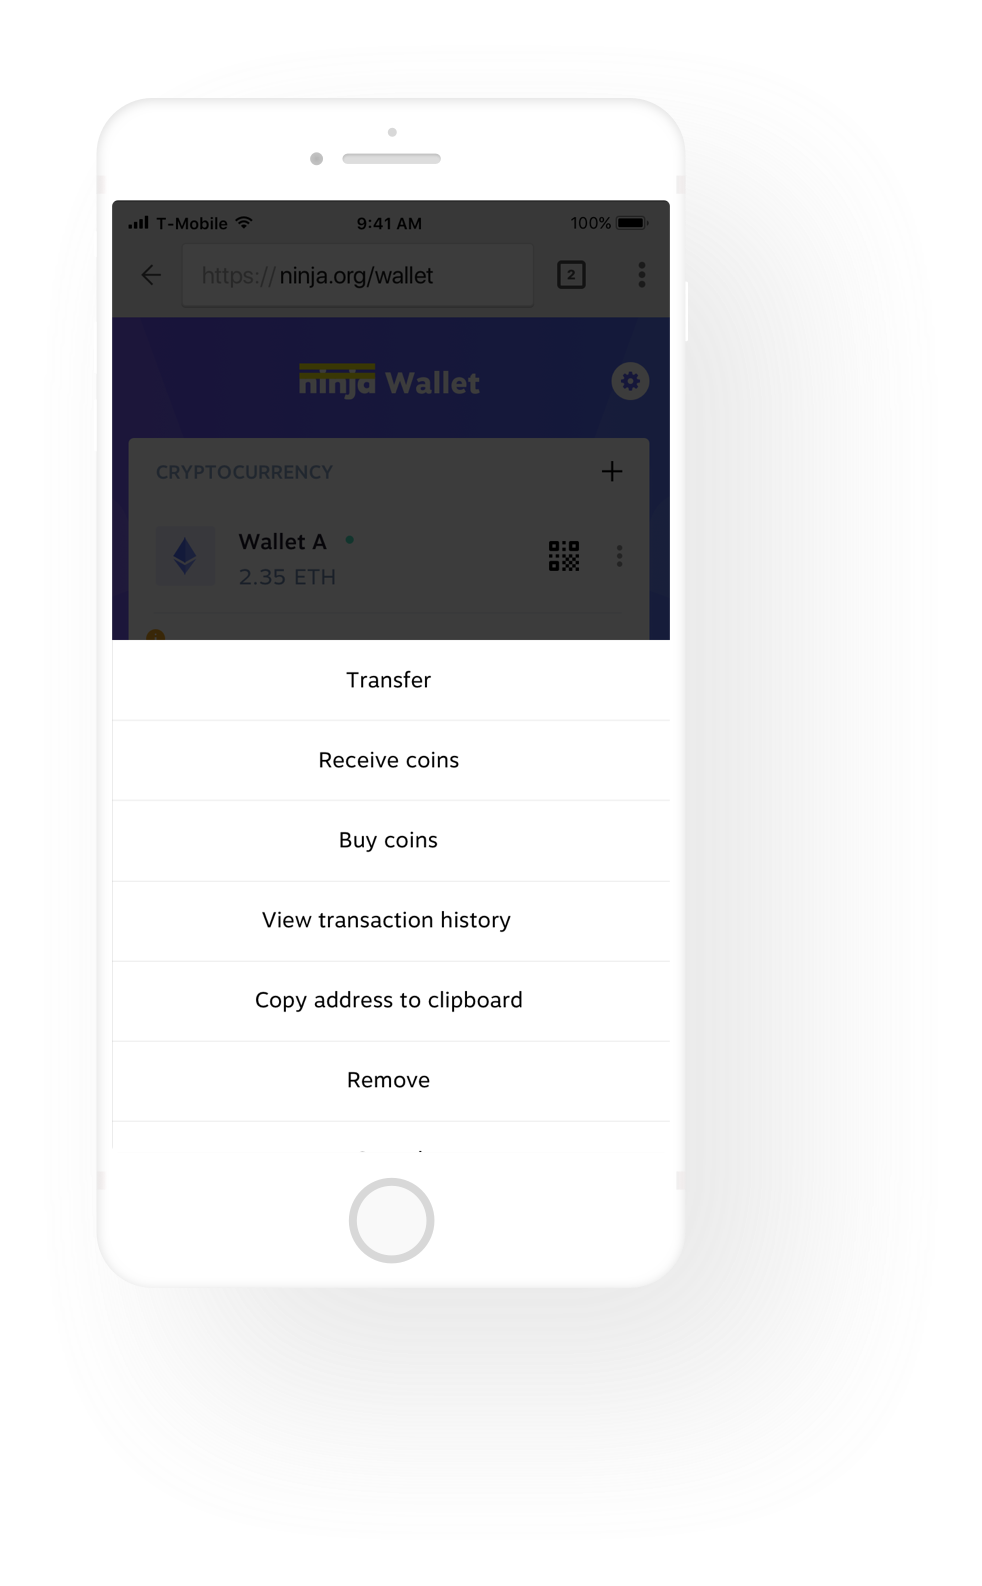 T-Mobile 9:41 AM 100%
https:// ninja.org/wallet 2
ninja Wallet
CRYPTOCURRENCY
Wallet A
2.35 ETH
Transfer
Receive coins
Buy coins
View transaction history
Copy address to clipboard
Remove